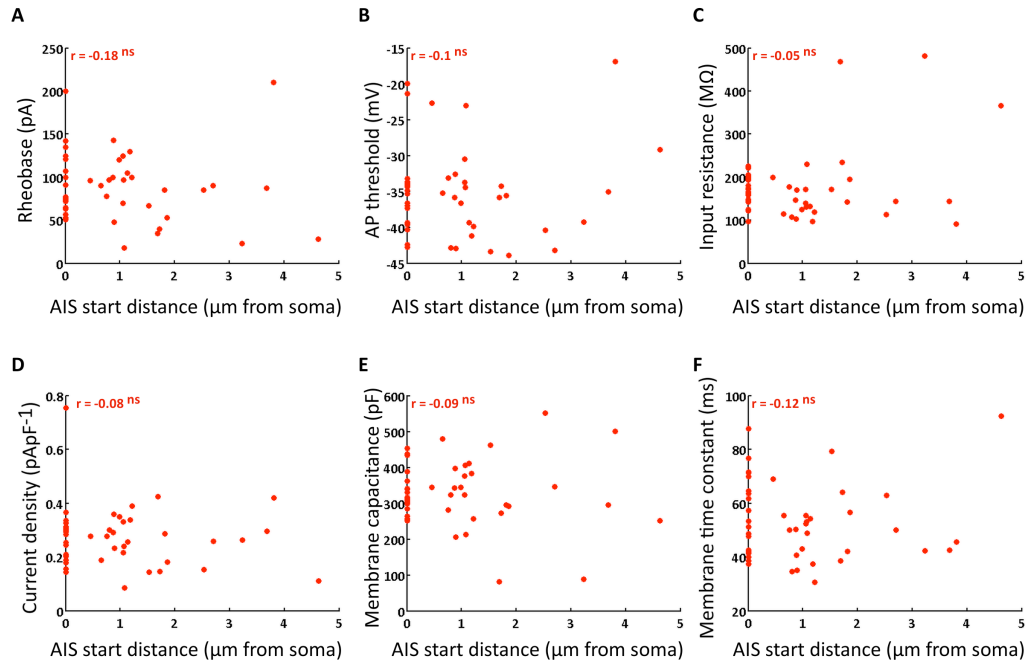 A
B
C
r = -0.18 ns
r = -0.1 ns
r = -0.05 ns
Rheobase (pA)
250
200
150
100
50
0
0 1 2 3 4 5
AIS start distance (μm from soma)
AP threshold (mV)
-15
-20
-25
-30
-35
-40
-45
0 1 2 3 4 5
AIS start distance (μm from soma)
Input resistance (MΩ)
500
400
300
200
100
0
0 1 2 3 4 5
AIS start distance (μm from soma)
D
E
F
r = -0.08 ns
r = -0.09 ns
r = -0.12 ns
Current density (pApF-1)
0.8
0.6
0.4
0.2
0
0 1 2 3 4 5
AIS start distance (μm from soma)
Membrane capacitance (pF)
600
500
400
300
200
100
0
0 1 2 3 4 5
AIS start distance (μm from soma)
Membrane time constant (ms)
100
80
60
40
20
0 1 2 3 4 5
AIS start distance (μm from soma)